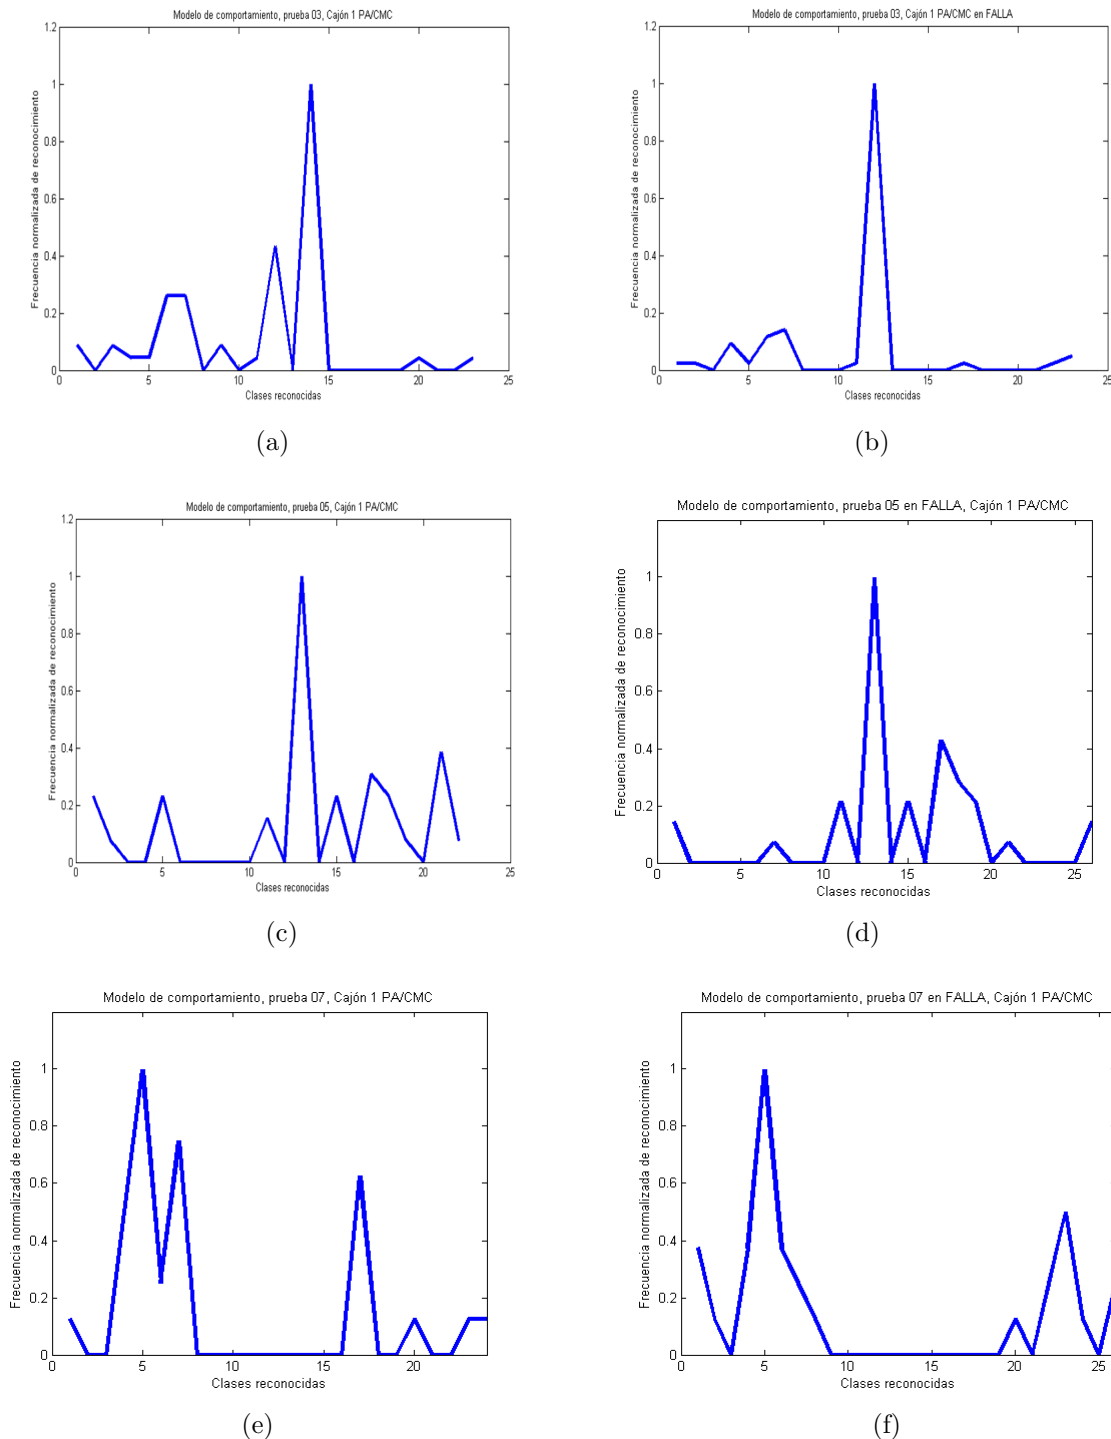 Modelo de comportamiento, prueba 03, Cajón 1 PA/CMC
1.2
1
0.8
0.6
0.4
0.2
0
Frecuencia normalizada de reconocimiento
0 5 10 15 20 25
Clases reconocidas
(a)
Modelo de comportamiento, prueba 03, Cajón 1 PA/CMC en FALLA
1.2
1
0.8
0.6
0.4
0.2
0
Frecuencia normalizada de reconocimiento
0 5 10 15 20 25
Clases reconocidas
(b)
Modelo de comportamiento, prueba 05, Cajón 1 PA/CMC
1.2
1
0.8
0.6
0.4
0.2
0
Frecuencia normalizada de reconocimiento
0 5 10 15 20 25
Clases reconocidas
(c)
Modelo de comportamiento, prueba 05 en FALLA, Cajón 1 PA/CMC
1
0.8
0.6
0.4
0.2
0
Frecuencia normalizada de reconocimiento
0 5 10 15 20 25
Clases reconocidas
(d)
Modelo de comportamiento, prueba 07, Cajón 1 PA/CMC
1
0.8
0.6
0.4
0.2
0
Frecuencia normalizada de reconocimiento
0 5 10 15 20
Clases reconocidas
(e)
Modelo de comportamiento, prueba 07 en FALLA, Cajón 1 PA/CMC
1
0.8
0.6
0.4
0.2
0
Frecuencia normalizada de reconocimiento
0 5 10 15 20 25
Clases reconocidas
(f)